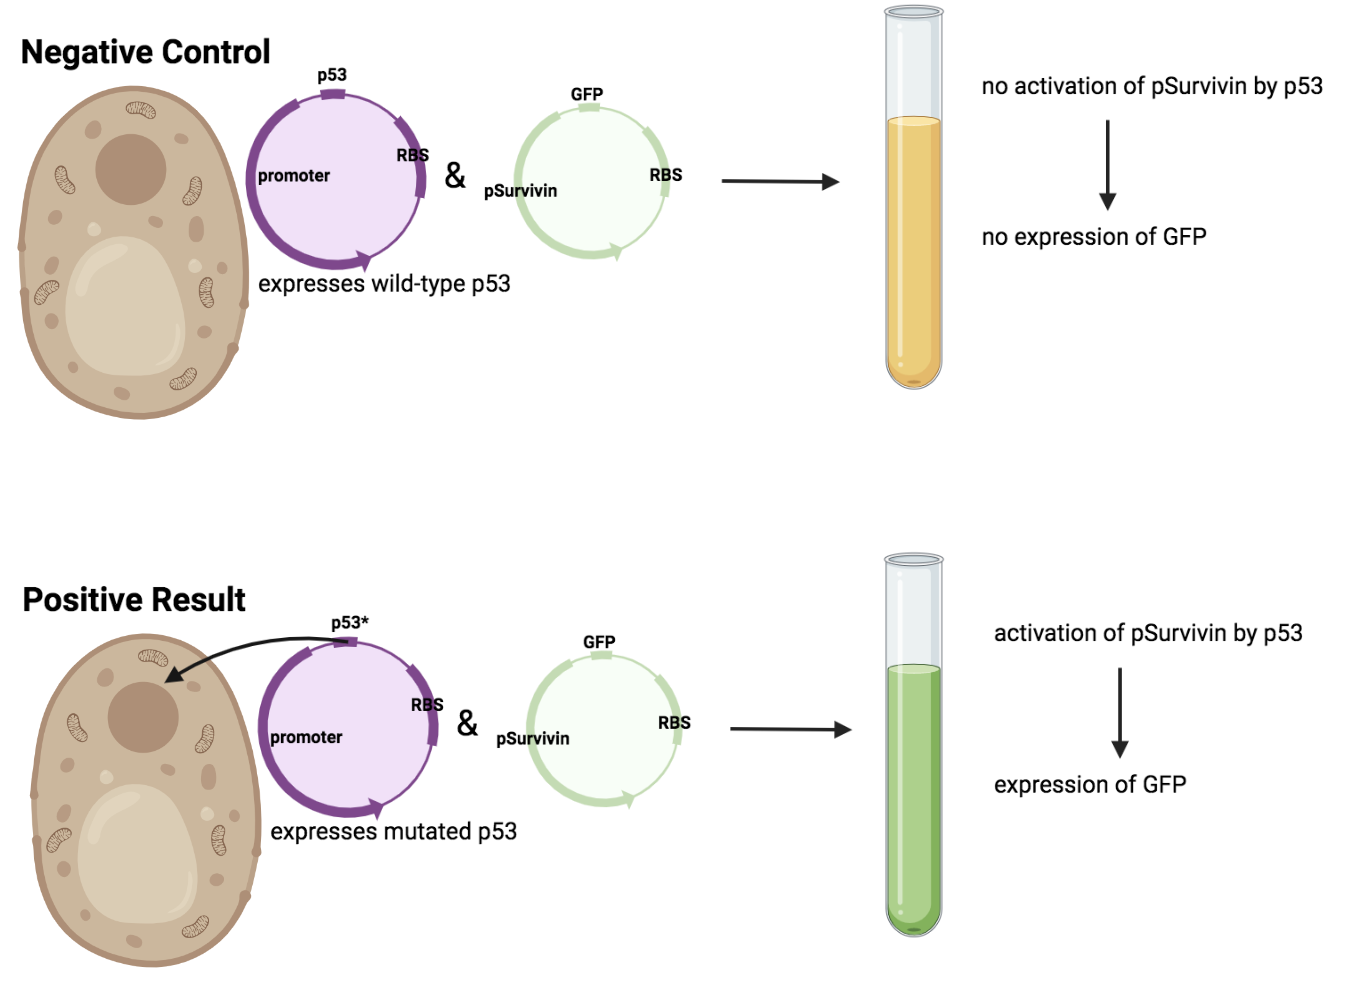 Negative Control
p53
promoter
RBS
expresses wild-type p53
&
GFP
pSurvivin
RBS
no activation of pSurvivin by p53
no expression of GFP
Positive Result
p53*
promoter
RBS
expresses mutated p53
&
GFP
pSurvivin
RBS
activation of pSurvivin by p53
expression of GFP